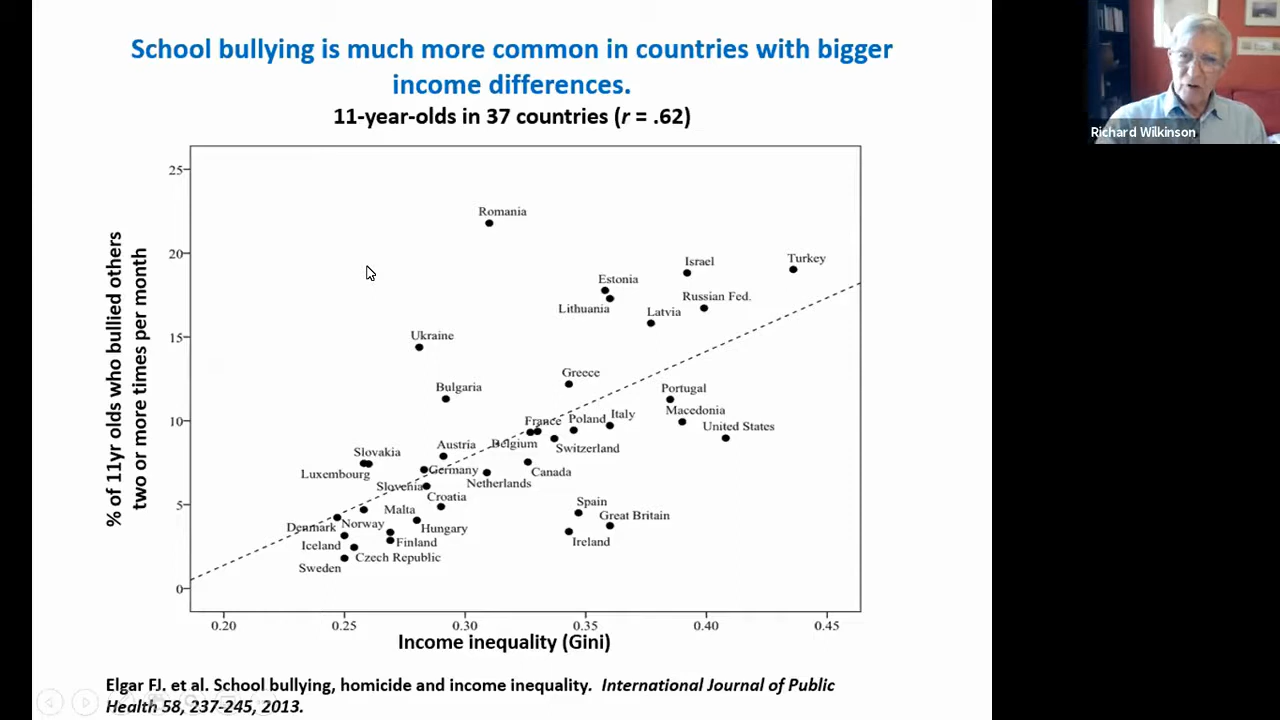 School bullying is much more common in countries with bigger
income differences.
11-year-olds in 37 countries (r = .62)
Richard Wilkinson
% of 11yr olds who bullied others
two or more times per month
25
20
15
10
5
0
Romania
Turkey
Israel
Estonia
Russian Fed.
Lithuania
Latvia
Ukraine
Greece
Bulgaria
Portugal
Macedonia
France
Poland
Italy
United States
Austria
Belgium
Switzerland
Slovakia
Luxembourg
Germany
Canada
Slovenia
Netherlands
Croatia
Spain
Malta
Great Britain
Denmark
Norway
Hungary
Iceland
Finland
Ireland
Czech Republic
Sweden
0.20
0.25
0.30
0.35
0.40
0.45
Income inequality (Gini)
Elgar FJ. et al. School bullying, homicide and income inequality. International Journal of Public
Health 58, 237-245, 2013.